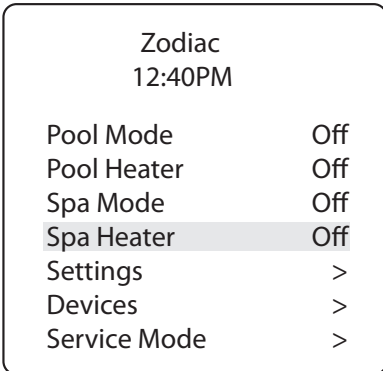 Zodiac
12:40PM
Pool Mode Off
Pool Heater Off
Spa Mode Off
Spa Heater Off
Settings >
Devices >
Service Mode >